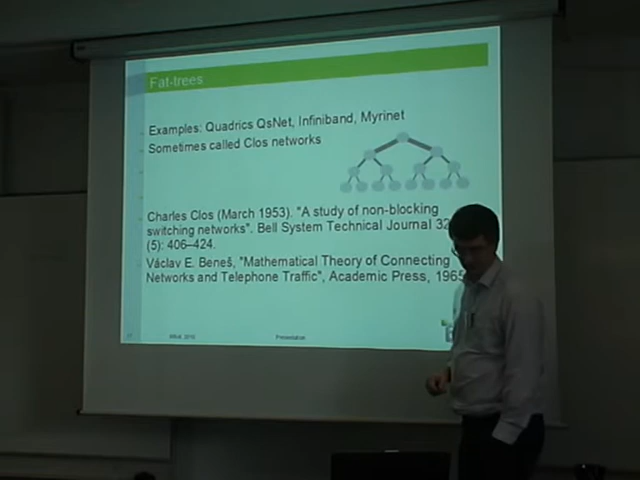 Fat-trees
Examples: Quadrics QsNet, Infiniband, Myrinet
Sometimes called Clos networks
Charles Clos (March 1953). "A study of non-blocking
switching networks". Bell System Technical Journal 32
(5): 406–424.
Václav E. Beneš, "Mathematical Theory of Connecting
Networks and Telephone Traffic", Academic Press, 1965
Presentation